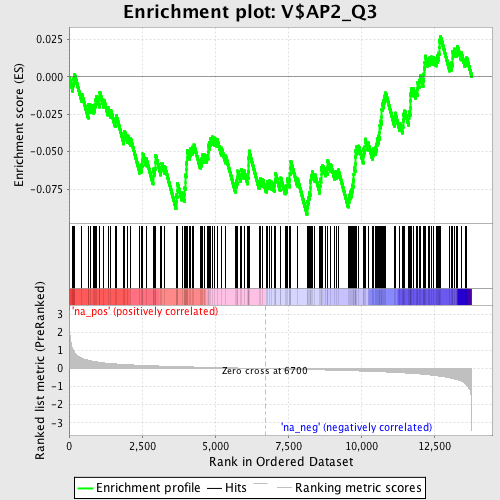 Enrichment plot: V$AP2_Q3
Enrichment score (ES)
0.025
0.000
-0.025
-0.050
-0.075
'na_pos' (positively correlated)
Ranked list metric (PreRanked)
3
2
1
0
-1
-2
-3
Zero cross at 6700
'na_neg' (negatively correlated)
0
2,500
5,000
7,500
10,000
12,500
Rank in Ordered Dataset
Enrichment profile
Hits
Ranking metric scores